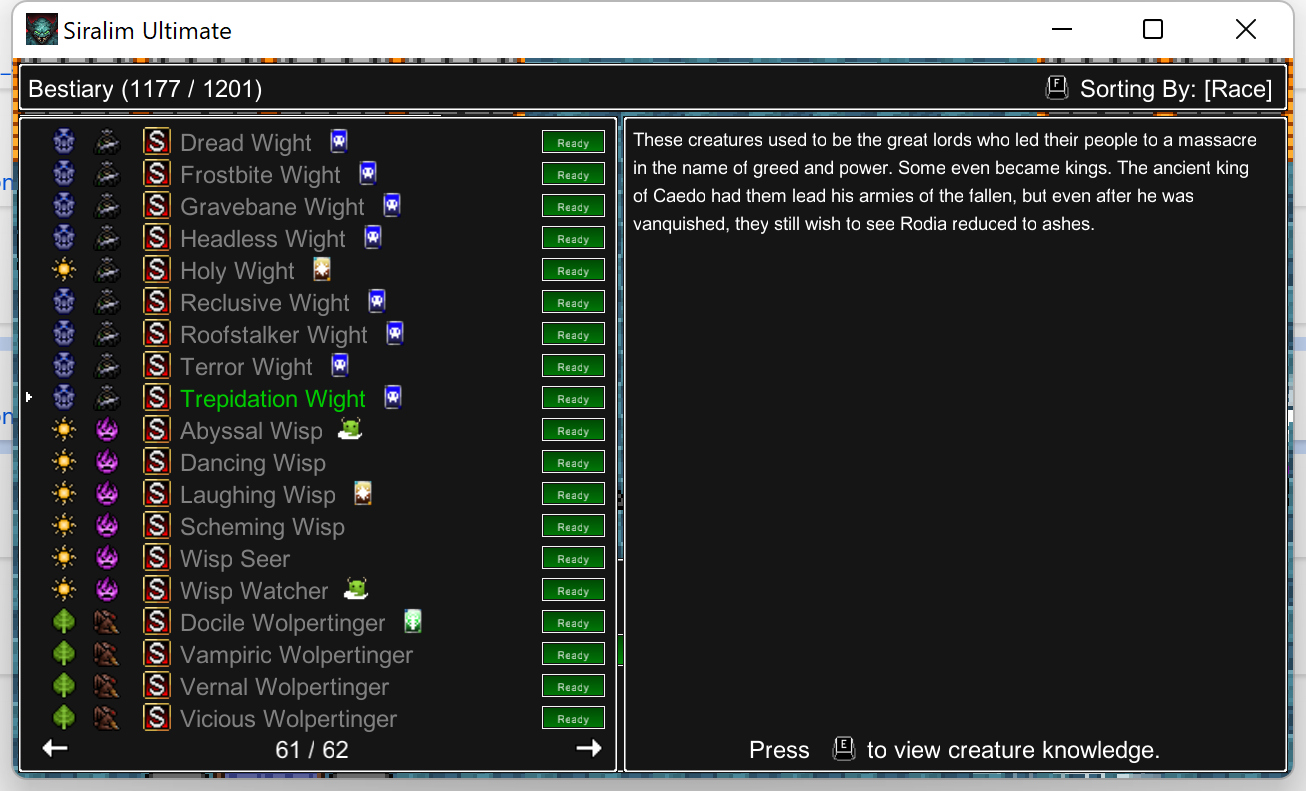 Siralim Ultimate
Bestiary (1177 / 1201)
F Sorting By: [Race]
S Dread Wight Ready
S Frostbite Wight Ready
S Gravebane Wight Ready
S Headless Wight Ready
S Holy Wight Ready
S Reclusive Wight Ready
S Roofstalker Wight Ready
S Terror Wight Ready
S Trepidation Wight Ready
S Abyssal Wisp Ready
S Dancing Wisp Ready
S Laughing Wisp Ready
S Scheming Wisp Ready
S Wisp Seer Ready
S Wisp Watcher Ready
S Docile Wolpertinger Ready
S Vampiric Wolpertinger Ready
S Vernal Wolpertinger Ready
S Vicious Wolpertinger Ready
61 / 62
These creatures used to be the great lords who led their people to a massacre
in the name of greed and power. Some even became kings. The ancient king
of Caedo had them lead his armies of the fallen, but even after he was
vanquished, they still wish to see Rodia reduced to ashes.
Press E to view creature knowledge.